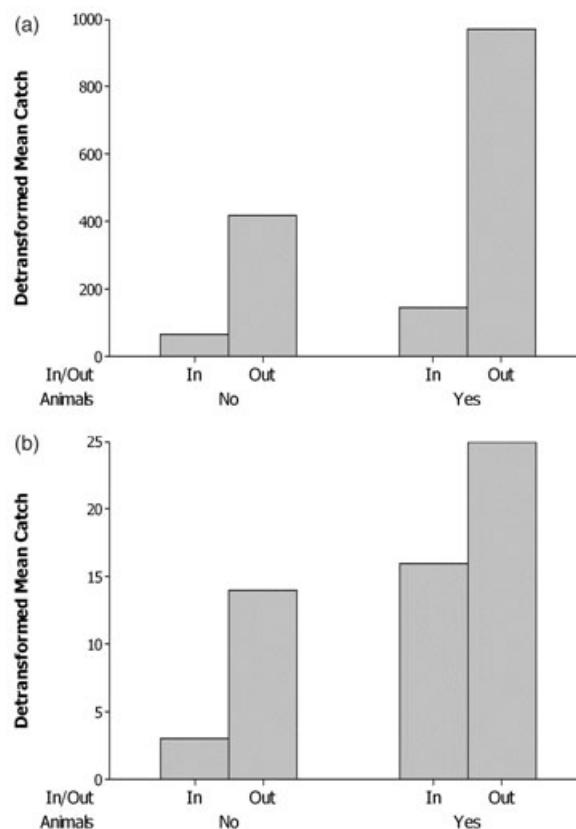 (a)
Detransformed Mean Catch
1000
800
600
400
200
0
In/Out In Out In Out
Animals No Yes
(b)
Detransformed Mean Catch
25
20
15
10
5
0
In/Out In Out In Out
Animals No Yes